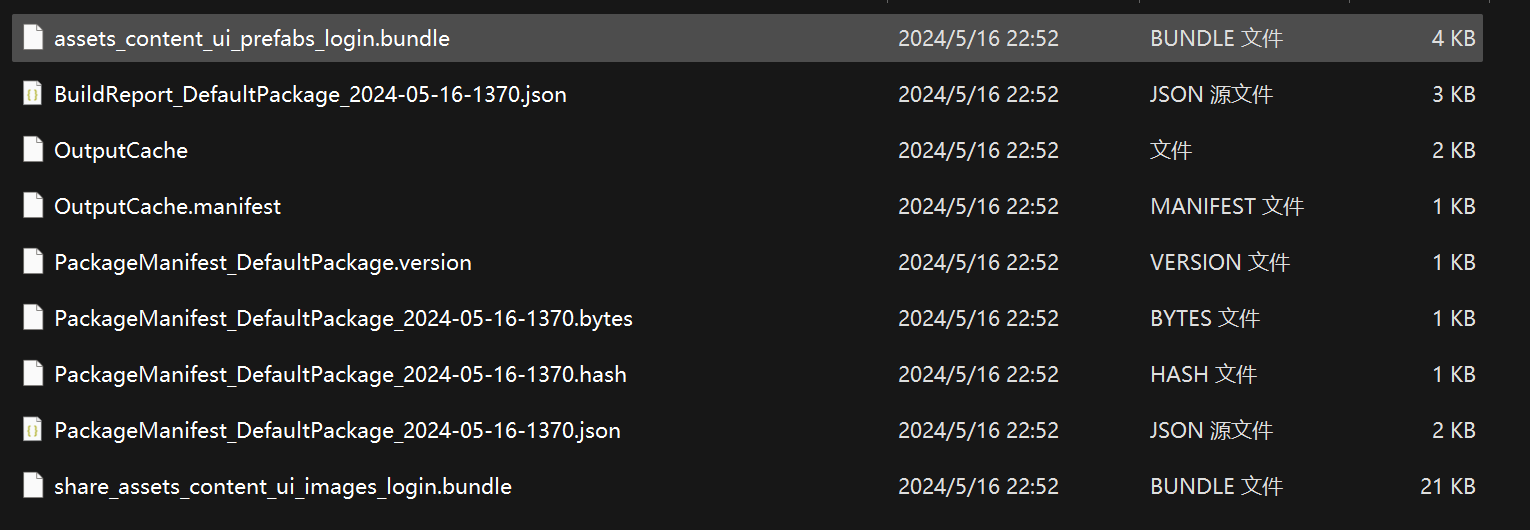 assets_content_ui_prefabs_login.bundle 2024/5/16 22:52 BUNDLE 文件 4 KB
BuildReport_DefaultPackage_2024-05-16-1370.json 2024/5/16 22:52 JSON 源文件 3 KB
OutputCache 2024/5/16 22:52 文件 2 KB
OutputCache.manifest 2024/5/16 22:52 MANIFEST 文件 1 KB
PackageManifest_DefaultPackage.version 2024/5/16 22:52 VERSION 文件 1 KB
PackageManifest_DefaultPackage_2024-05-16-1370.bytes 2024/5/16 22:52 BYTES 文件 1 KB
PackageManifest_DefaultPackage_2024-05-16-1370.hash 2024/5/16 22:52 HASH 文件 1 KB
PackageManifest_DefaultPackage_2024-05-16-1370.json 2024/5/16 22:52 JSON 源文件 2 KB
share_assets_content_ui_images_login.bundle 2024/5/16 22:52 BUNDLE 文件 21 KB